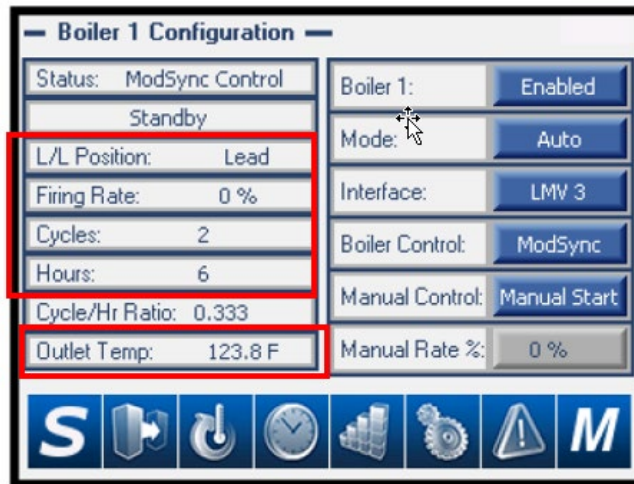 Boiler 1 Configuration
Status: ModSync Control
Standby
L/L Position: Lead
Firing Rate: 0 %
Cycles: 2
Hours: 6
Cycle/Hr Ratio: 0.333
Outlet Temp: 123.8 F
Boiler 1: Enabled
Mode: Auto
Interface: LMV 3
Boiler Control: ModSync
Manual Control: Manual Start
Manual Rate %: 0 %
S M